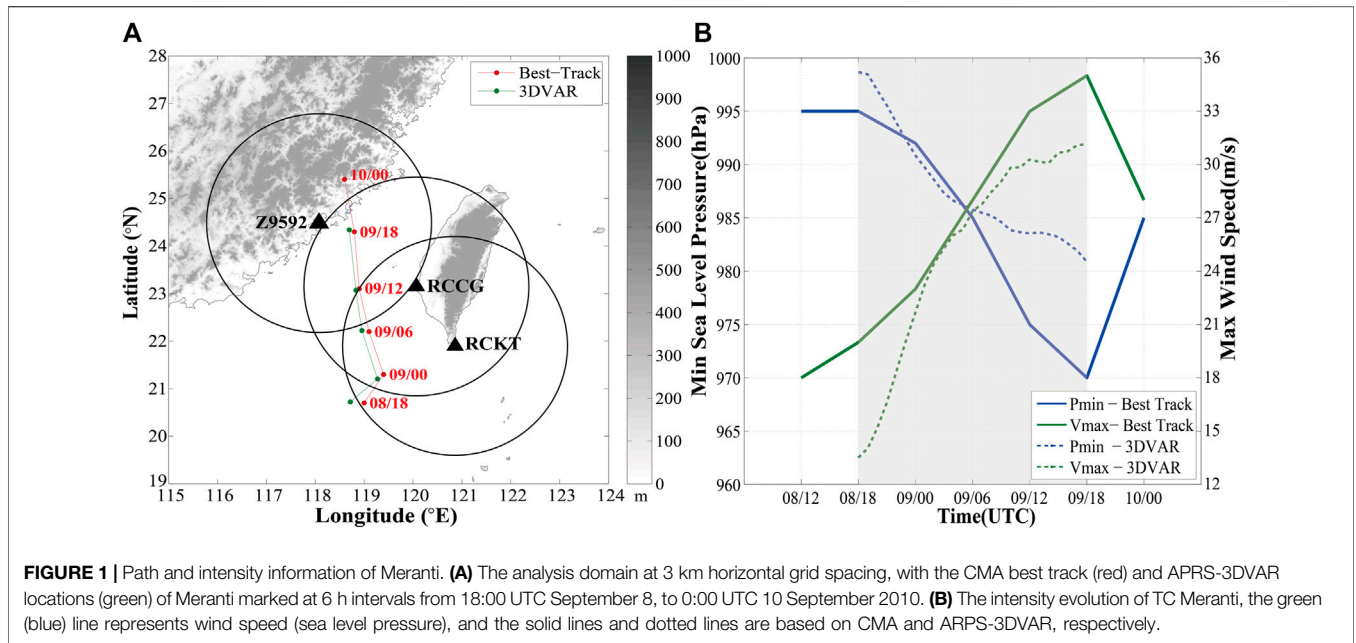 A
28
27
26
25
24
23
22
21
20
19
Latitude (°N)
115 116 117 118 119 120 121 122 123 124
Longitude (°E)
Best−Track
3DVAR
10/00
Z9592
09/18
09/12
RCCG
09/06
RCKT
09/00
08/18
1000
900
800
700
600
500
400
300
200
100
0
m
B
1000
995
990
985
980
975
970
965
960
Min Sea Level Pressure(hPa)
36
33
30
27
24
21
18
15
12
Max Wind Speed(m/s)
Pmin − Best Track
Vmax− Best Track
Pmin − 3DVAR
Vmax − 3DVAR
08/12 08/18 09/00 09/06 09/12 09/18 10/00
Time(UTC)
FIGURE 1 | Path and intensity information of Meranti. (A) The analysis domain at 3 km horizontal grid spacing, with the CMA best track (red) and APRS-3DVAR
locations (green) of Meranti marked at 6 h intervals from 18:00 UTC September 8, to 0:00 UTC 10 September 2010. (B) The intensity evolution of TC Meranti, the green
(blue) line represents wind speed (sea level pressure), and the solid lines and dotted lines are based on CMA and ARPS-3DVAR, respectively.